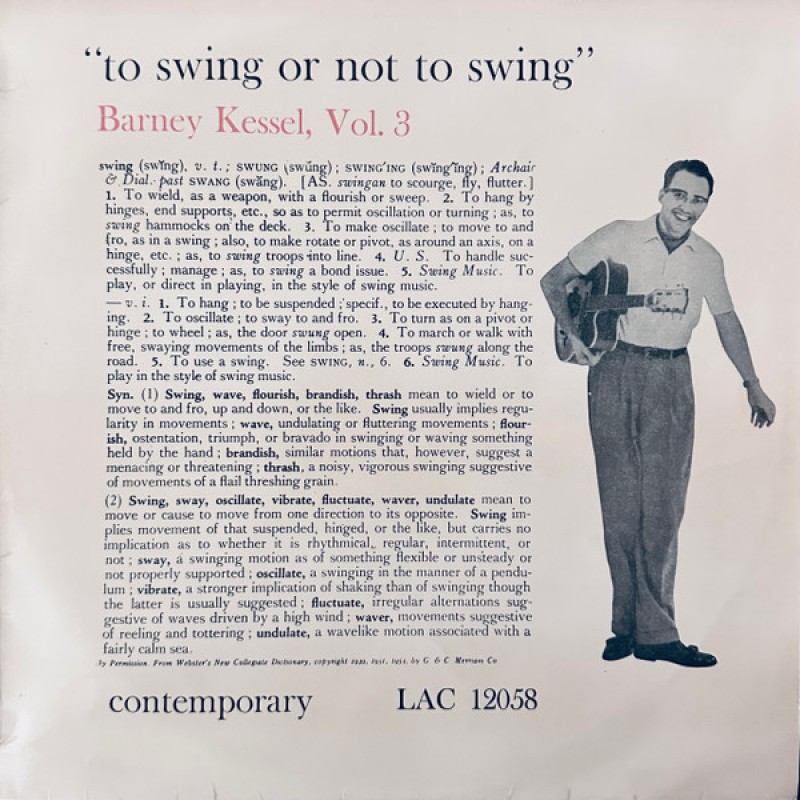 “to swing or not to swing”
Barney Kessel, Vol. 3
swing (swĭng), v. t.; SWUNG (swŭng); SWING′ING (swĭng′ĭng); Archaic
& Dial. past SWANG (swăng). [AS. swingan to scourge, fly, flutter.]
1. To wield, as a weapon, with a flourish or sweep. 2. To hang by
hinges, end supports, etc., so as to permit oscillation or turning; as, to
swing hammocks on the deck. 3. To make oscillate; to move to and
fro, as in a swing; also, to make rotate or pivot, as around an axis, on a
hinge, etc.; as, to swing troops into line. 4. U. S. To handle suc-
cessfully; manage; as, to swing a bond issue. 5. Swing Music. To
play, or direct in playing, in the style of swing music.
— v. i. 1. To hang; to be suspended; specif., to be executed by hang-
ing. 2. To oscillate; to sway to and fro. 3. To turn as on a pivot or
hinge; to wheel; as, the door swung open. 4. To march or walk with
free, swaying movements of the limbs; as, the troops swung along the
road. 5. To use a swing. See SWING, n., 6. 6. Swing Music. To
play in the style of swing music.
Syn. (1) Swing, wave, flourish, brandish, thrash mean to wield or to
move to and fro, up and down, or the like. Swing usually implies regu-
larity in movements; wave, undulating or fluttering movements; flour-
ish, ostentation, triumph, or bravado in swinging or waving something
held by the hand; brandish, similar motions that, however, suggest a
menacing or threatening; thrash, a noisy, vigorous swinging suggestive
of movements of a flail threshing grain.
(2) Swing, sway, oscillate, vibrate, fluctuate, waver, undulate mean to
move or cause to move from one direction to its opposite. Swing im-
plies movement of that suspended, hinged, or the like, but carries no
implication as to whether it is rhythmical, regular, intermittent, or
not; sway, a swinging motion as of something flexible or unsteady or
not properly supported; oscillate, a swinging in the manner of a pendu-
lum; vibrate, a stronger implication of shaking than of swinging though
the latter is usually suggested; fluctuate, irregular alternations sug-
gestive of waves driven by a high wind; waver, movements suggestive
of reeling and tottering; undulate, a wavelike motion associated with a
fairly calm sea.
By Permission. From Webster's New Collegiate Dictionary, copyright by G & C Merriam Co
contemporary LAC 12058